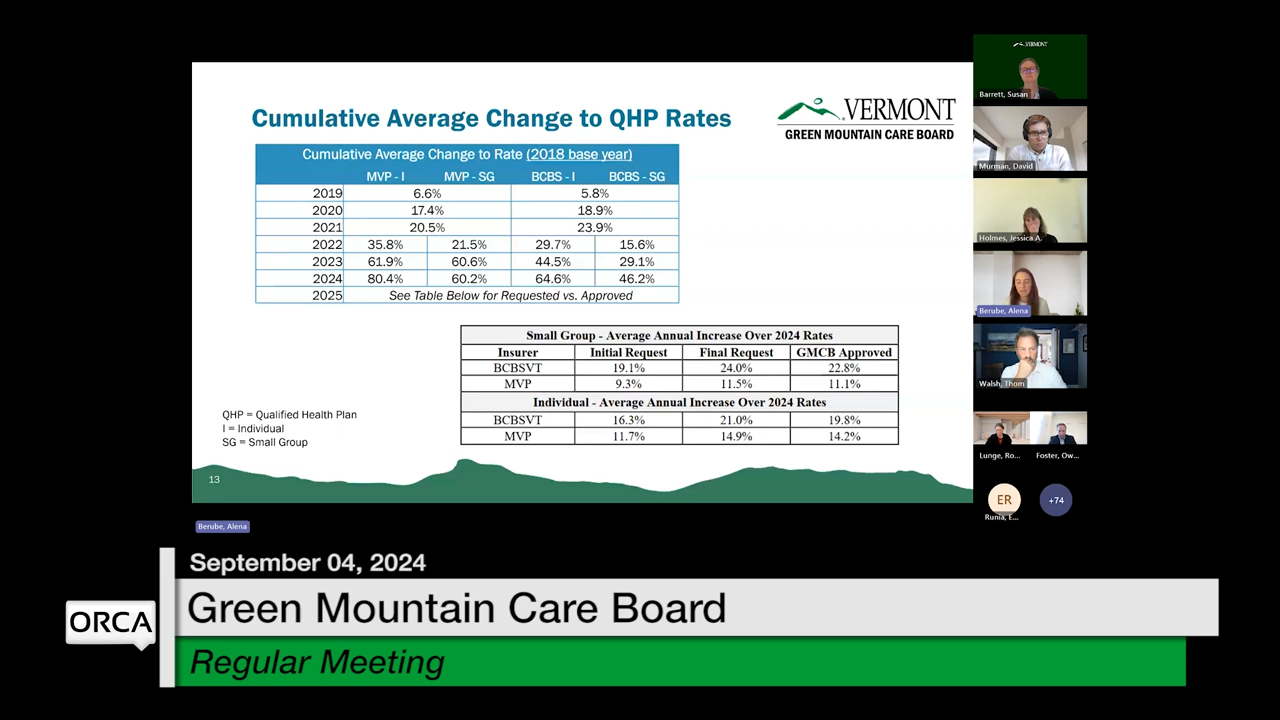 Cumulative Average Change to QHP Rates
VERMONT
GREEN MOUNTAIN CARE BOARD
Cumulative Average Change to Rate (2018 base year)
MVP - I MVP - SG BCBS - I BCBS - SG
2019 6.6% 5.8%
2020 17.4% 18.9%
2021 20.5% 23.9%
2022 35.8% 21.5% 29.7% 15.6%
2023 61.9% 60.6% 44.5% 29.1%
2024 80.4% 60.2% 64.6% 46.2%
2025 See Table Below for Requested vs. Approved
Small Group - Average Annual Increase Over 2024 Rates
Insurer Initial Request Final Request GMCB Approved
BCBSVT 19.1% 24.0% 22.8%
MVP 9.3% 11.5% 11.1%
Individual - Average Annual Increase Over 2024 Rates
BCBSVT 16.3% 21.0% 19.8%
MVP 11.7% 14.9% 14.2%
QHP = Qualified Health Plan
I = Individual
SG = Small Group
13
VERMONT
Barrett, Susan
Murman, David
Holmes, Jessica A.
Berube, Alena
Walsh, Thom
Lunge, Ro... Foster, Ow...
ER +74
Runia, E...
Berube, Alena
September 04, 2024
ORCA
Green Mountain Care Board
Regular Meeting